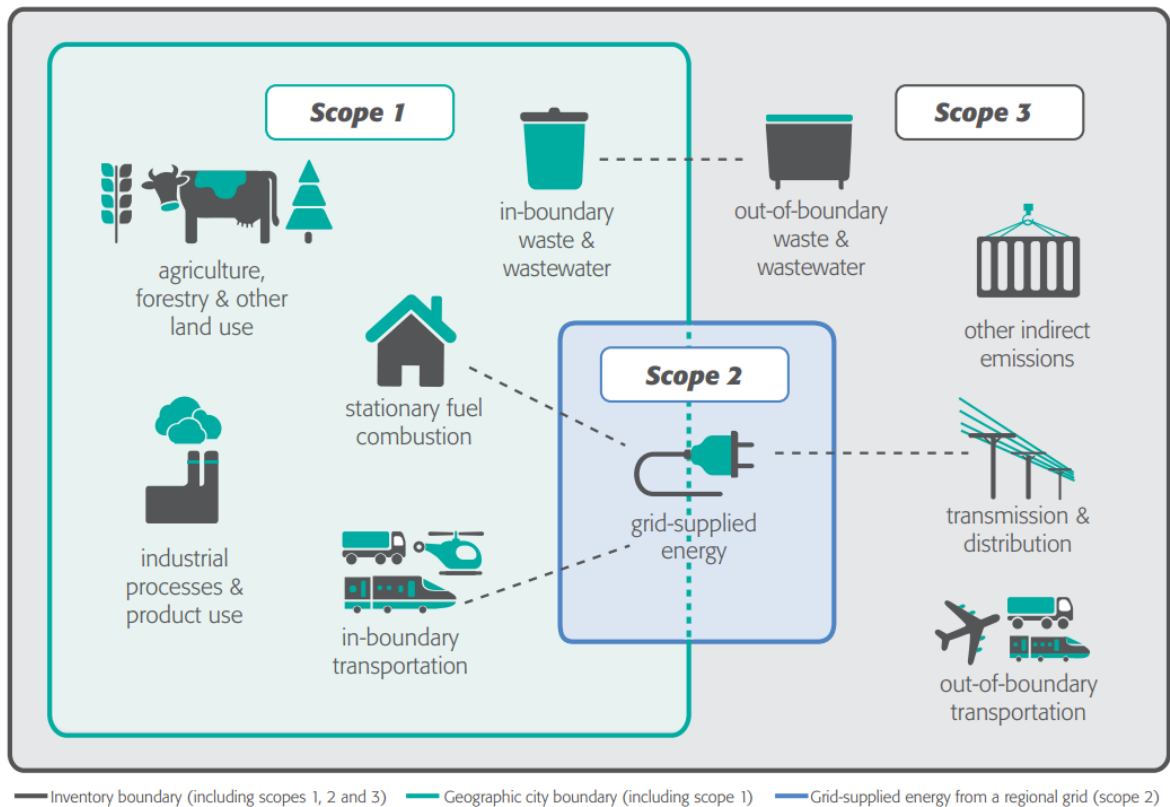 Scope 1
Scope 3
in-boundary
waste &
wastewater
out-of-boundary
waste &
wastewater
agriculture,
forestry & other
land use
other indirect
emissions
Scope 2
stationary fuel
combustion
grid-supplied
energy
transmission &
distribution
industrial
processes &
product use
in-boundary
transportation
out-of-boundary
transportation
Inventory boundary (including scopes 1, 2 and 3)
Geographic city boundary (including scope 1)
Grid-supplied energy from a regional grid (scope 2)